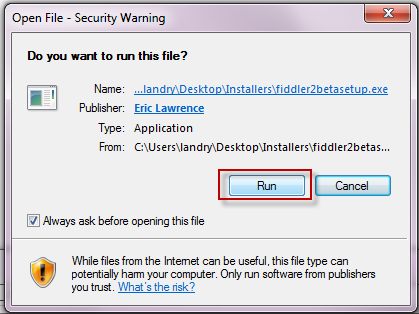 Open File - Security Warning
Do you want to run this file?
Name: ...landry\Desktop\Installers\fiddler2betasetup.exe
Publisher: Eric Lawrence
Type: Application
From: C:\Users\landry\Desktop\Installers\fiddler2betas...
Run Cancel
Always ask before opening this file
While files from the Internet can be useful, this file type can
potentially harm your computer. Only run software from publishers
you trust. What's the risk?